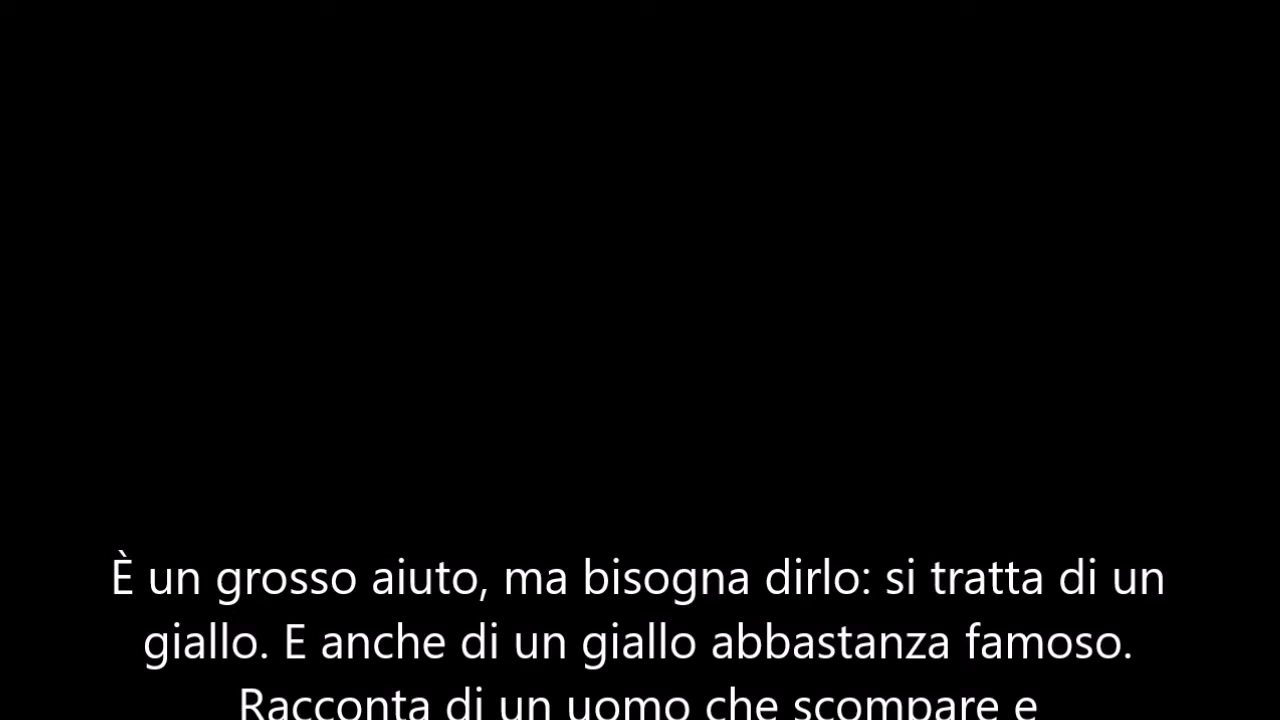 È un grosso aiuto, ma bisogna dirlo: si tratta di un
giallo. E anche di un giallo abbastanza famoso.
Racconta di un uomo che scompare e